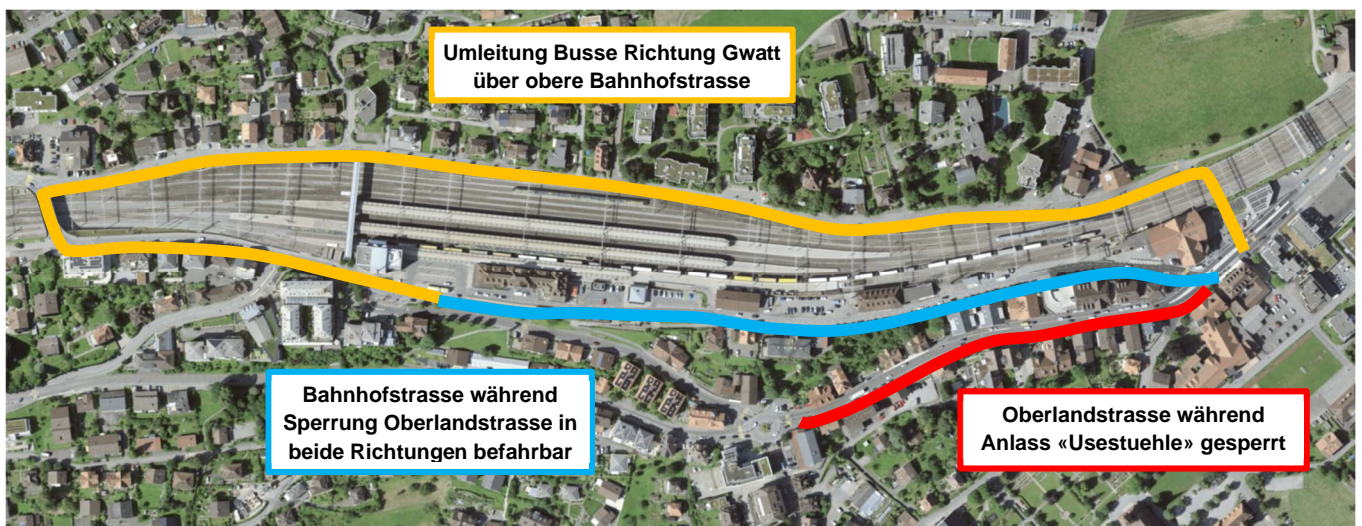 Umleitung Busse Richtung Gwatt
über obere Bahnhofstrasse
Bahnhofstrasse während
Sperrung Oberlandstrasse in
beide Richtungen befahrbar
Oberlandstrasse während
Anlass «Usestuehle» gesperrt